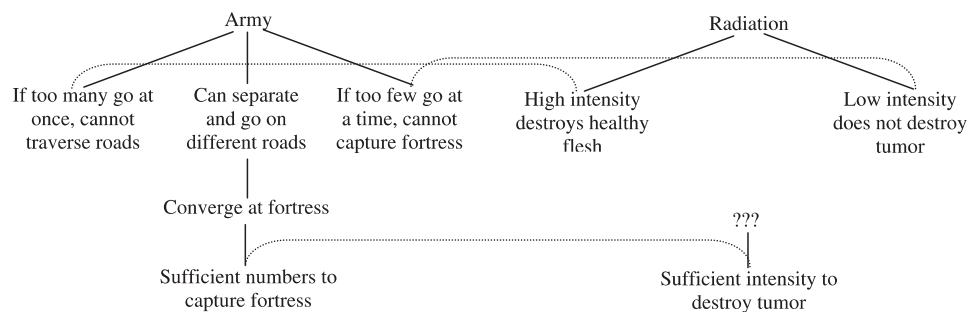 Army
Radiation
If too many go at
once, cannot
traverse roads
Can separate
and go on
different roads
If too few go at
a time, cannot
capture fortress
High intensity
destroys healthy
flesh
Low intensity
does not destroy
tumor
Converge at fortress
???
Sufficient numbers to
capture fortress
Sufficient intensity to
destroy tumor